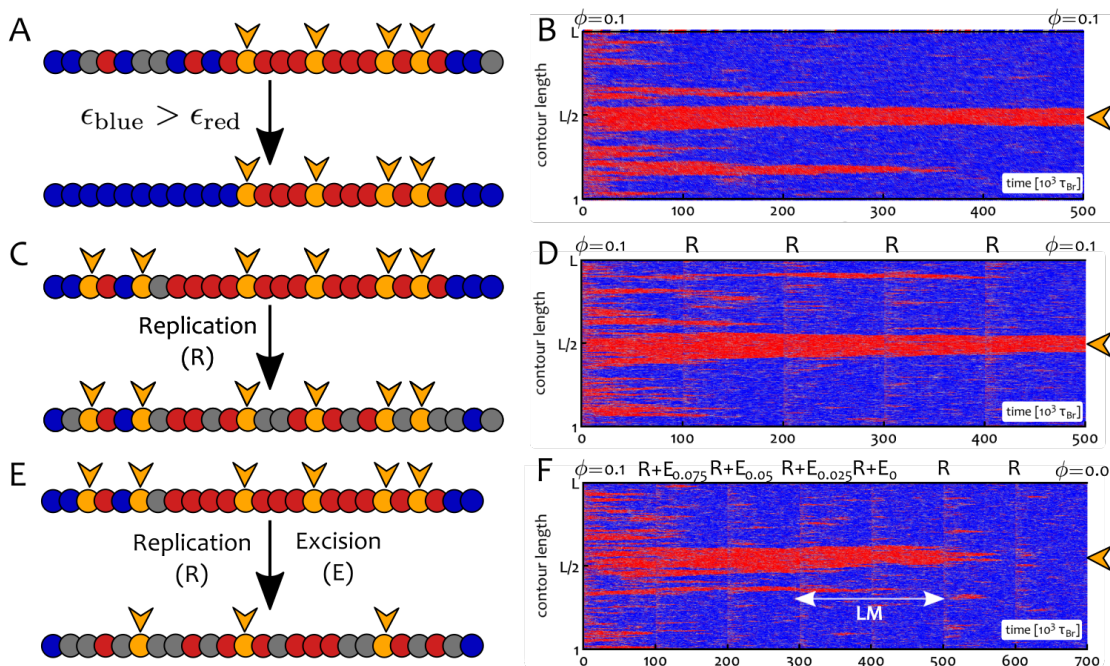 A
ϵblue > ϵred
B
ϕ=0.1
ϕ=0.1
L
L/2
1
contour length
time [10³ τBr]
0 100 200 300 400 500
C
Replication
(R)
D
ϕ=0.1 R R R R ϕ=0.1
L
L/2
1
contour length
time [10³ τBr]
0 100 200 300 400 500
E
Replication
(R)
Excision
(E)
F
ϕ=0.1 R+E0.075 R+E0.05 R+E0.025 R+E0 R R ϕ=0.0
L
L/2
1
contour length
LM
time [10³ τBr]
0 100 200 300 400 500 600 700